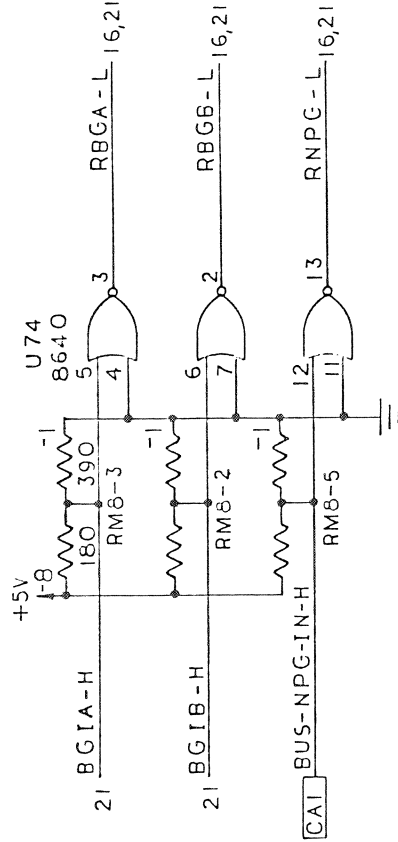 U74
8640
+5V
-8
-1
180
390
21
BGIA-H
RM8-3
5
4
3
RBGA-L
16,21
-1
21
BGIB-H
RM8-2
6
7
2
RBGB-L
16,21
-1
CA1
BUS-NPG-IN-H
RM8-5
12
11
13
RNPG-L
16,21